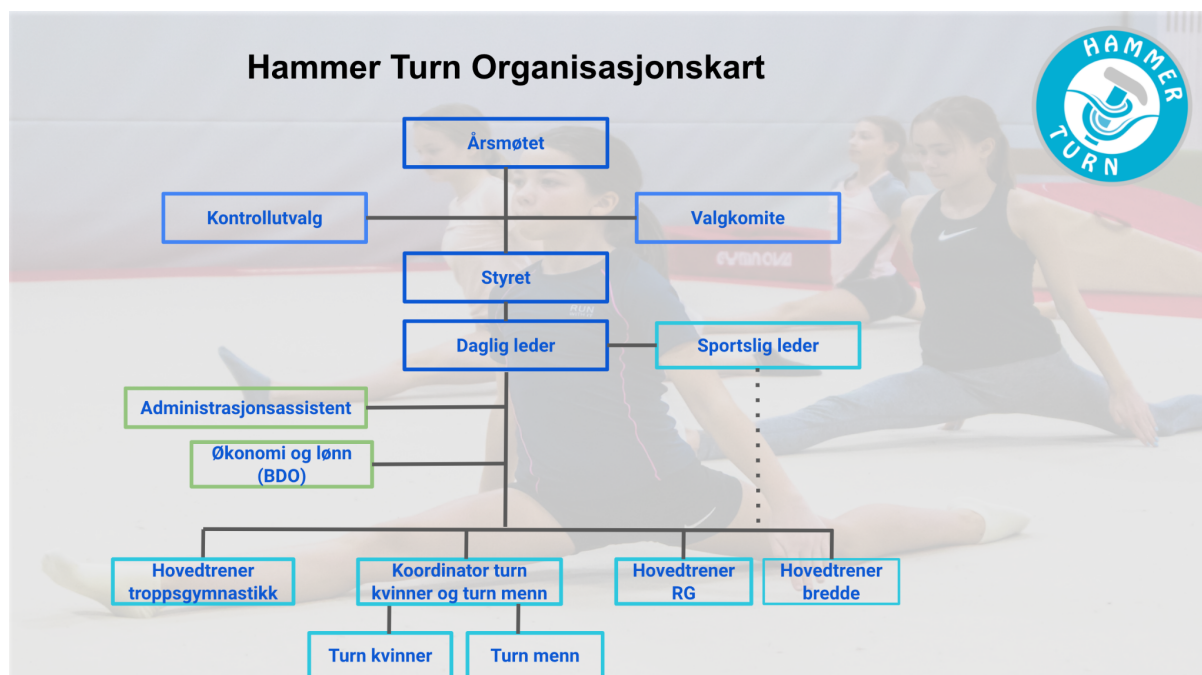 Hammer Turn Organisasjonskart
HAMMER
TURN
Årsmøtet
Kontrollutvalg
Valgkomite
GYMNOVA
Styret
Daglig leder
Sportslig leder
Administrasjonsassistent
Økonomi og lønn
(BDO)
Hovedtrener
troppsgymnastikk
Koordinator turn
kvinner og turn menn
Hovedtrener
RG
Hovedtrener
bredde
Turn kvinner
Turn menn